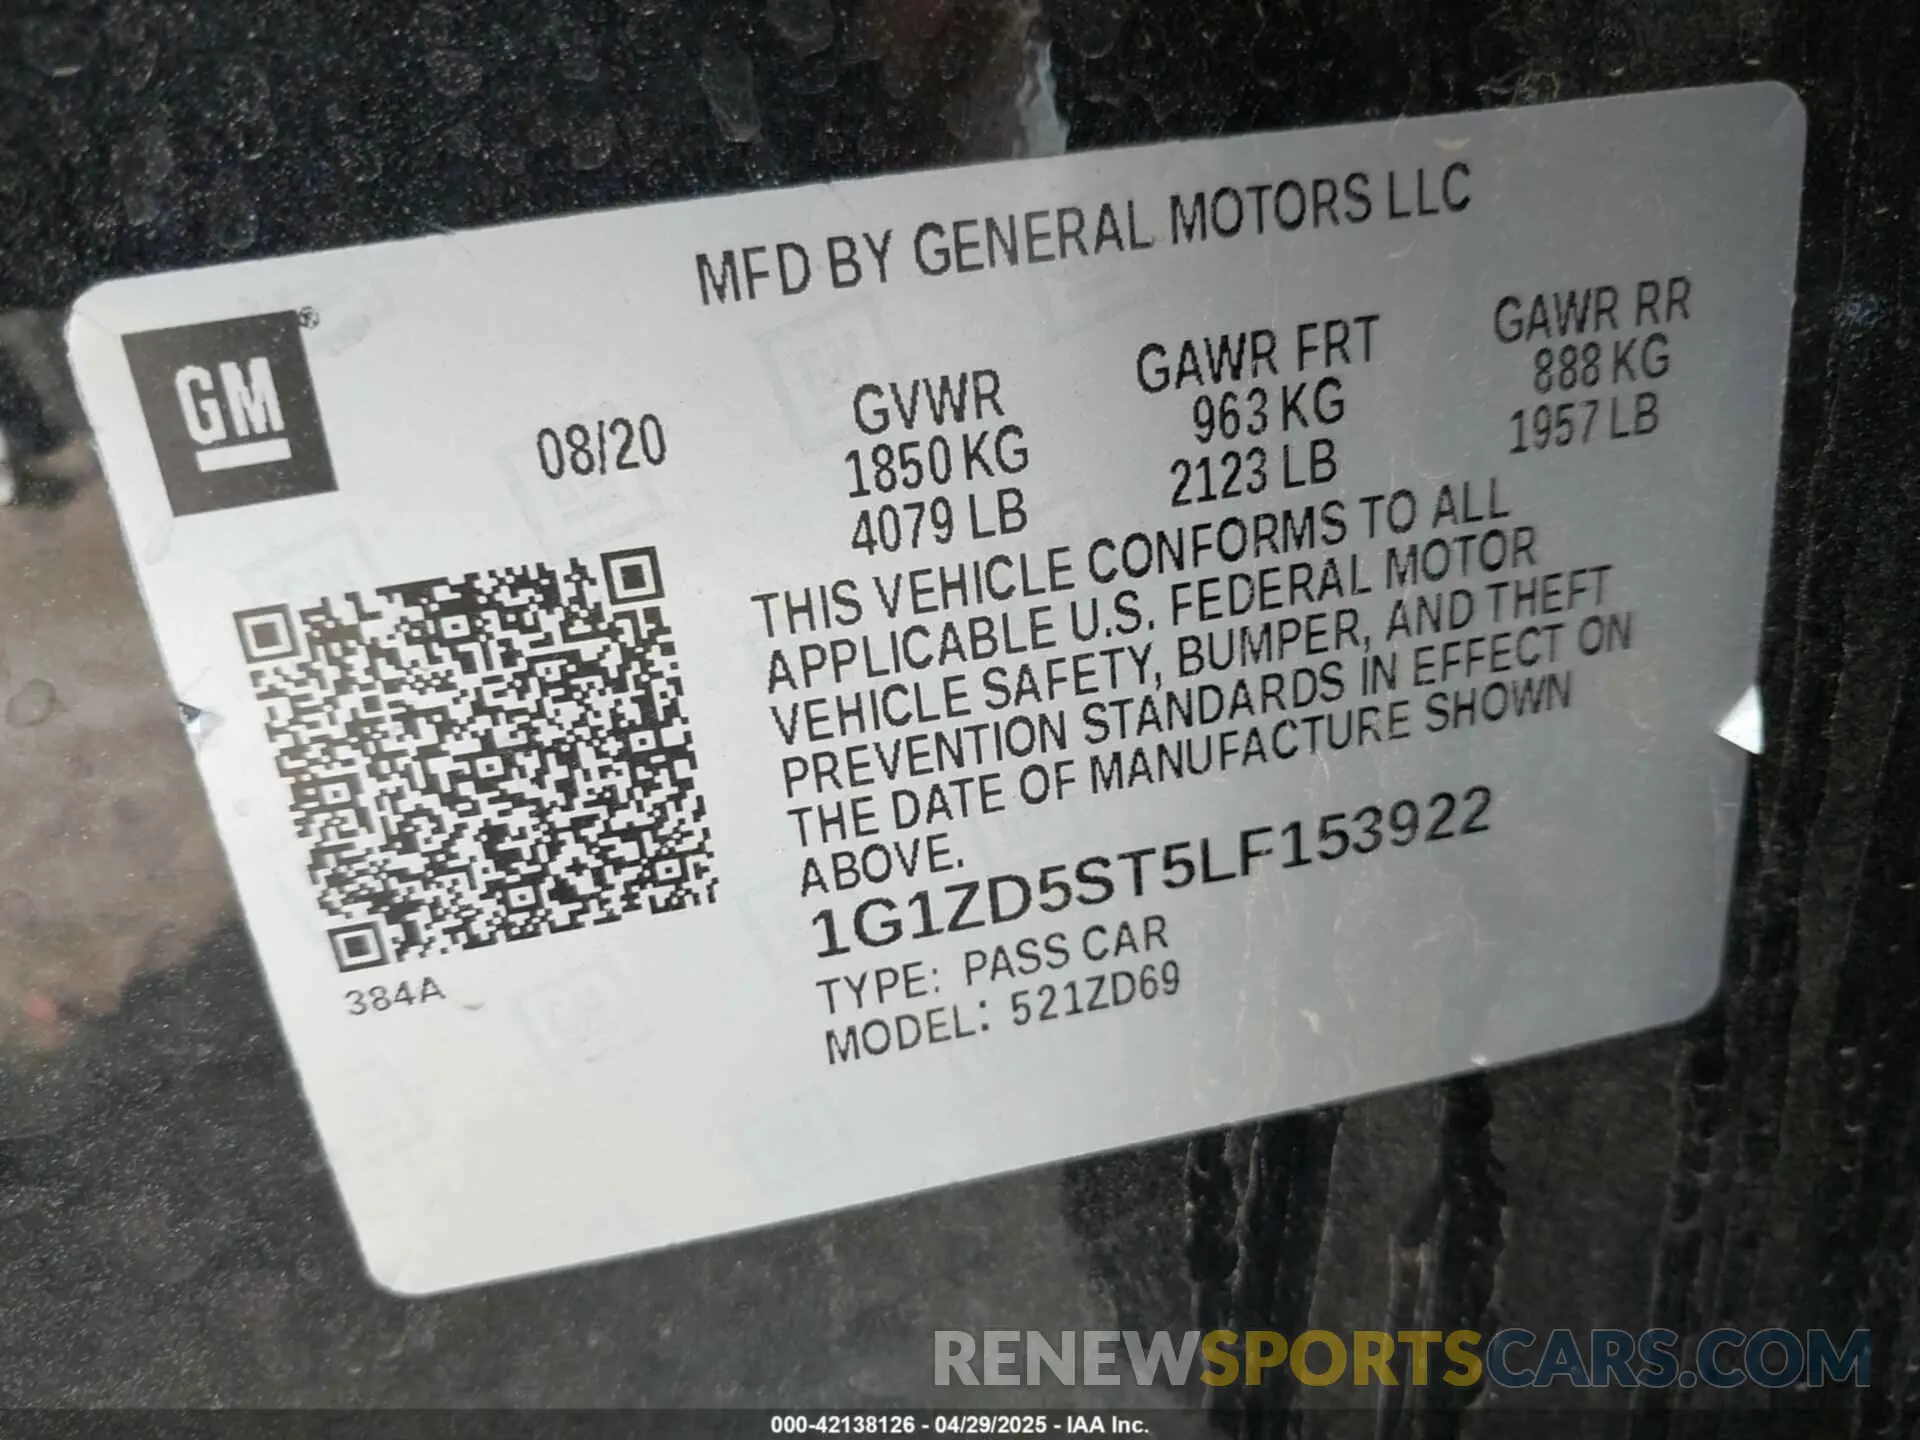 MFD BY GENERAL MOTORS LLC
GM®
08/20
GVWR
1850 KG
4079 LB
GAWR FRT
963 KG
2123 LB
GAWR RR
888 KG
1957 LB
THIS VEHICLE CONFORMS TO ALL
APPLICABLE U.S. FEDERAL MOTOR
VEHICLE SAFETY, BUMPER, AND THEFT
PREVENTION STANDARDS IN EFFECT ON
THE DATE OF MANUFACTURE SHOWN
ABOVE.
1G1ZD5ST5LF153922
TYPE: PASS CAR
MODEL: 521ZD69
384A
RENEWSPORTSCARS.COM
000-42138126 - 04/29/2025 - IAA Inc.